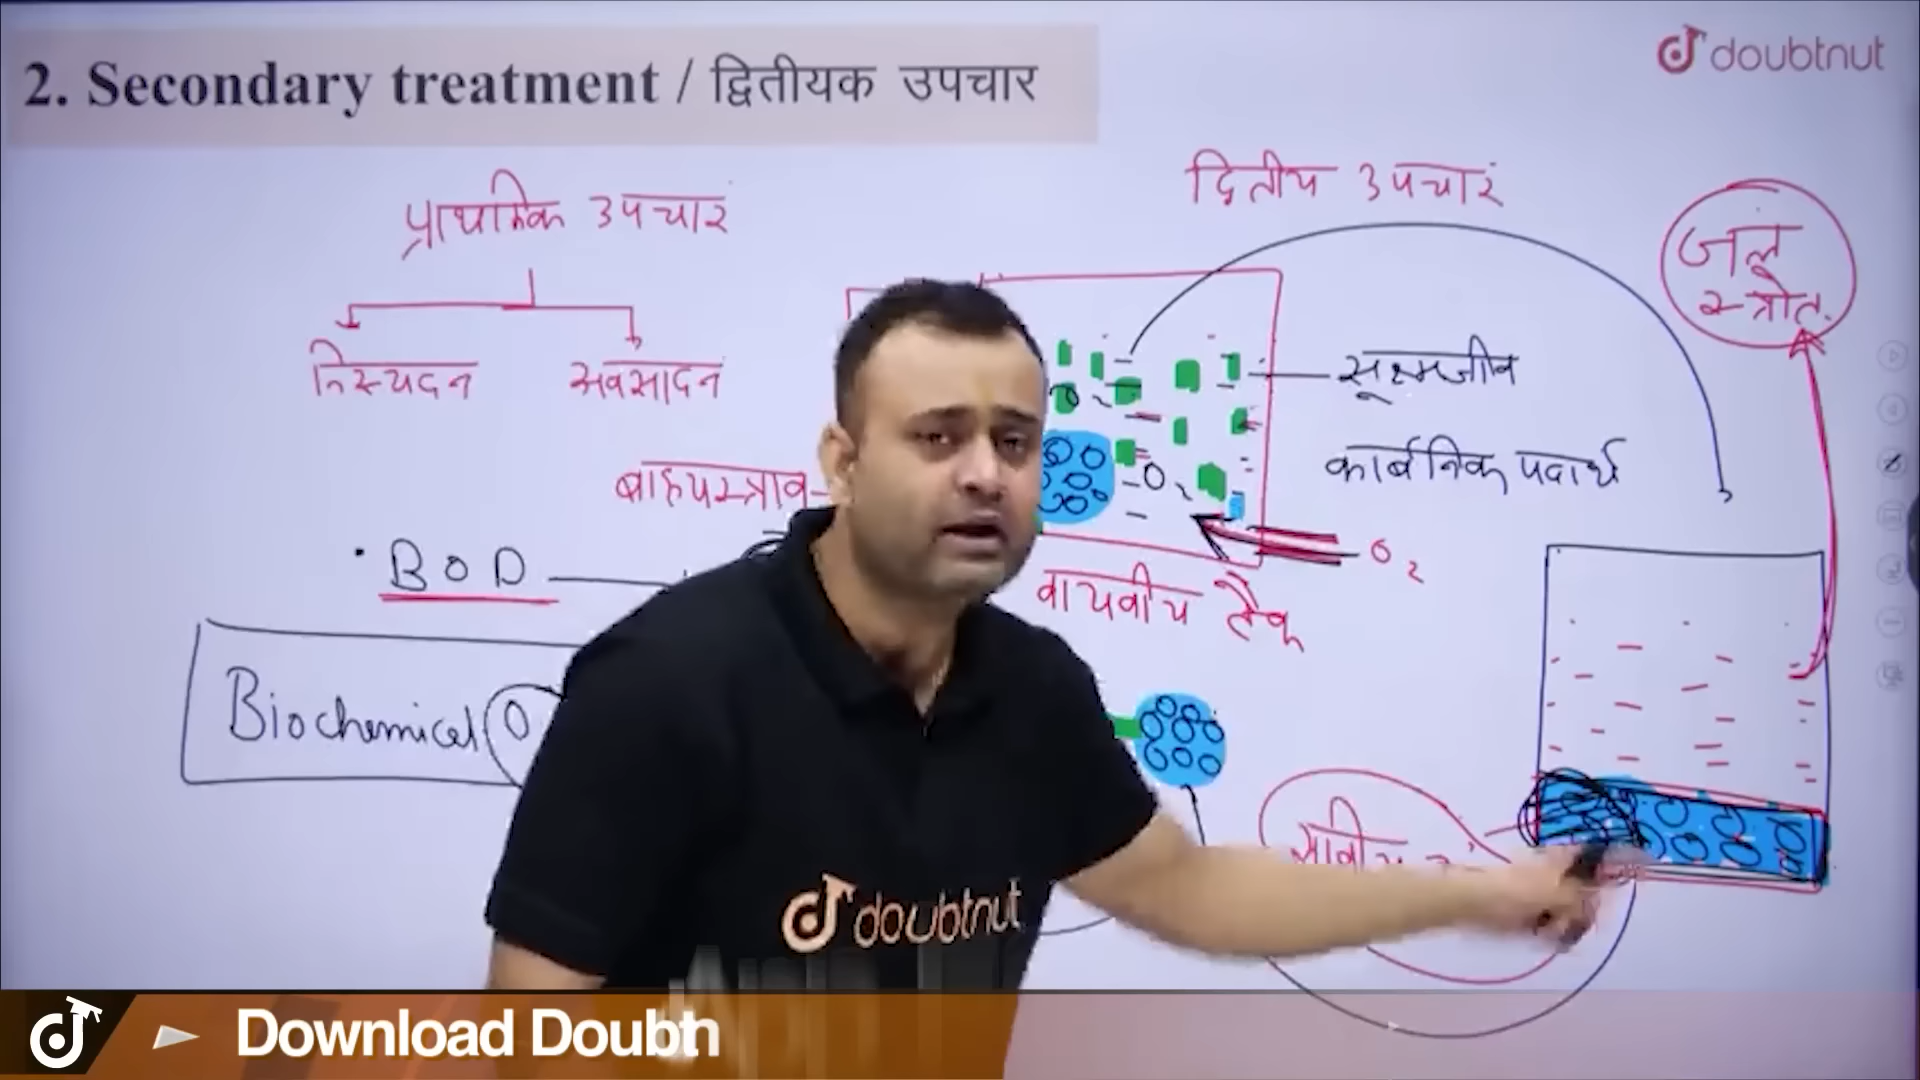 2. Secondary treatment / द्वितीयक उपचार
doubtnut
प्राथमिक उपचार
द्वितीय उपचार
जल
स्त्रोत
निस्यदन
अवसादन
सूक्ष्मजीव
कार्बनिक पदार्थ
बाहयस्त्राव
O2
O2
BOD
वायवीय टैंक
Biochemical O
doubtnut
Download Doubtn